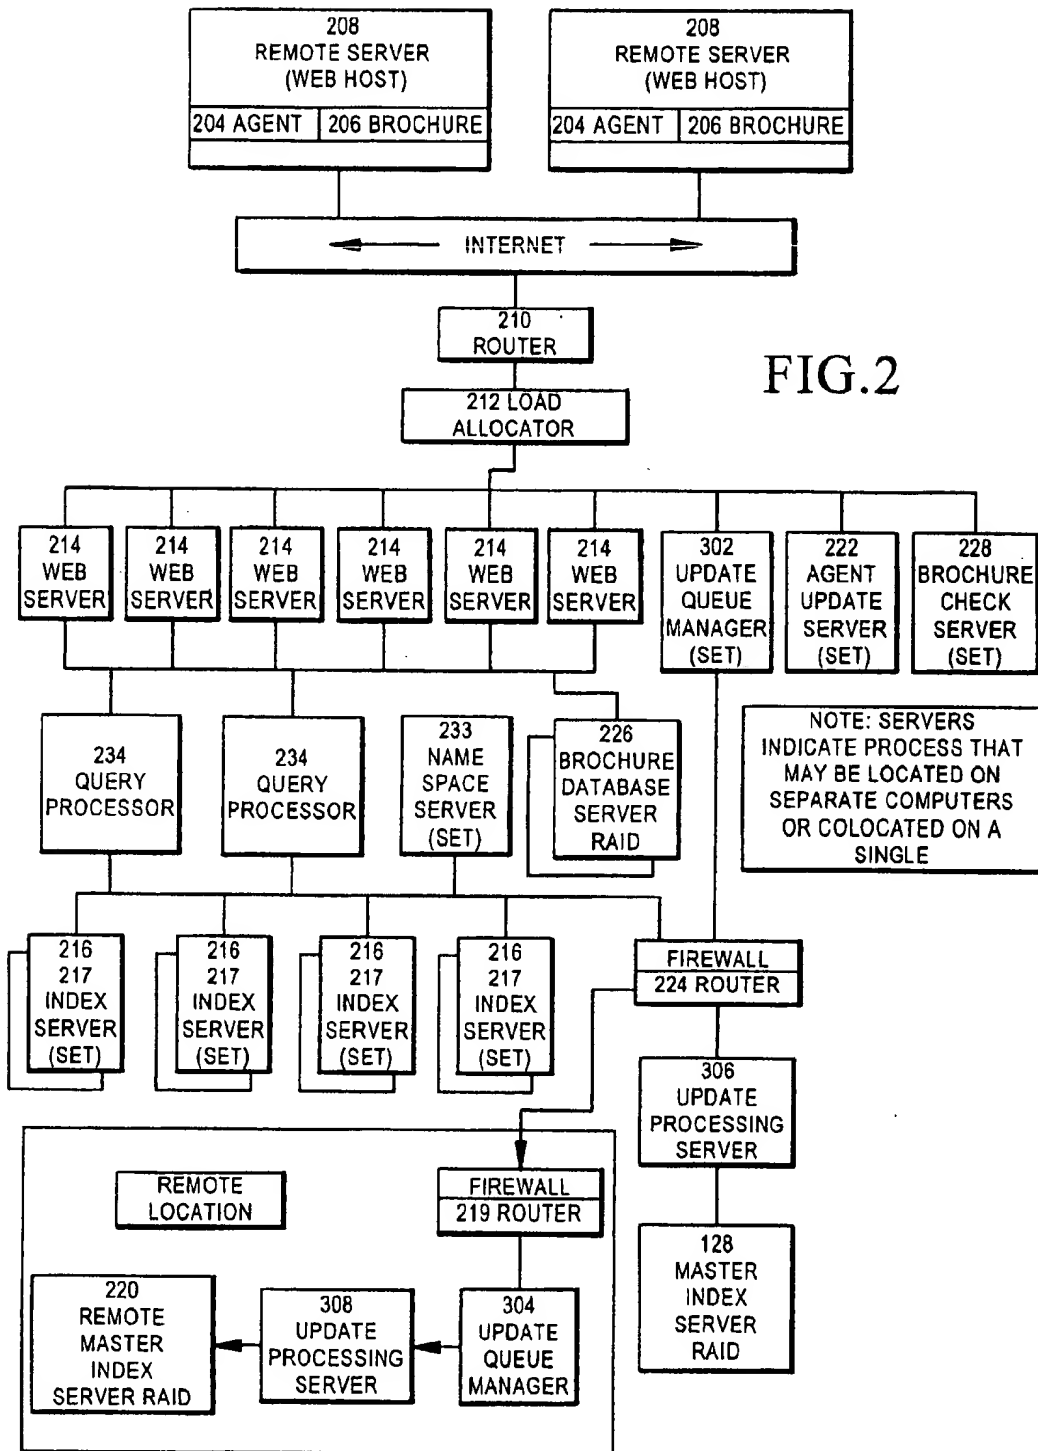 208
REMOTE SERVER
(WEB HOST)
204 AGENT
206 BROCHURE
208
REMOTE SERVER
(WEB HOST)
204 AGENT
206 BROCHURE
INTERNET
210
ROUTER
FIG.2
212 LOAD
ALLOCATOR
214
WEB
SERVER
214
WEB
SERVER
214
WEB
SERVER
214
WEB
SERVER
214
WEB
SERVER
214
WEB
SERVER
302
UPDATE
QUEUE
MANAGER
(SET)
222
AGENT
UPDATE
SERVER
(SET)
228
BROCHURE
CHECK
SERVER
(SET)
234
QUERY
PROCESSOR
234
QUERY
PROCESSOR
233
NAME
SPACE
SERVER
(SET)
226
BROCHURE
DATABASE
SERVER
RAID
NOTE: SERVERS
INDICATE PROCESS THAT
MAY BE LOCATED ON
SEPARATE COMPUTERS
OR COLOCATED ON A
SINGLE
216
217
INDEX
SERVER
(SET)
216
217
INDEX
SERVER
(SET)
216
217
INDEX
SERVER
(SET)
216
217
INDEX
SERVER
(SET)
FIREWALL
224 ROUTER
306
UPDATE
PROCESSING
SERVER
128
MASTER
INDEX
SERVER
RAID
REMOTE
LOCATION
FIREWALL
219 ROUTER
220
REMOTE
MASTER
INDEX
SERVER RAID
308
UPDATE
PROCESSING
SERVER
304
UPDATE
QUEUE
MANAGER